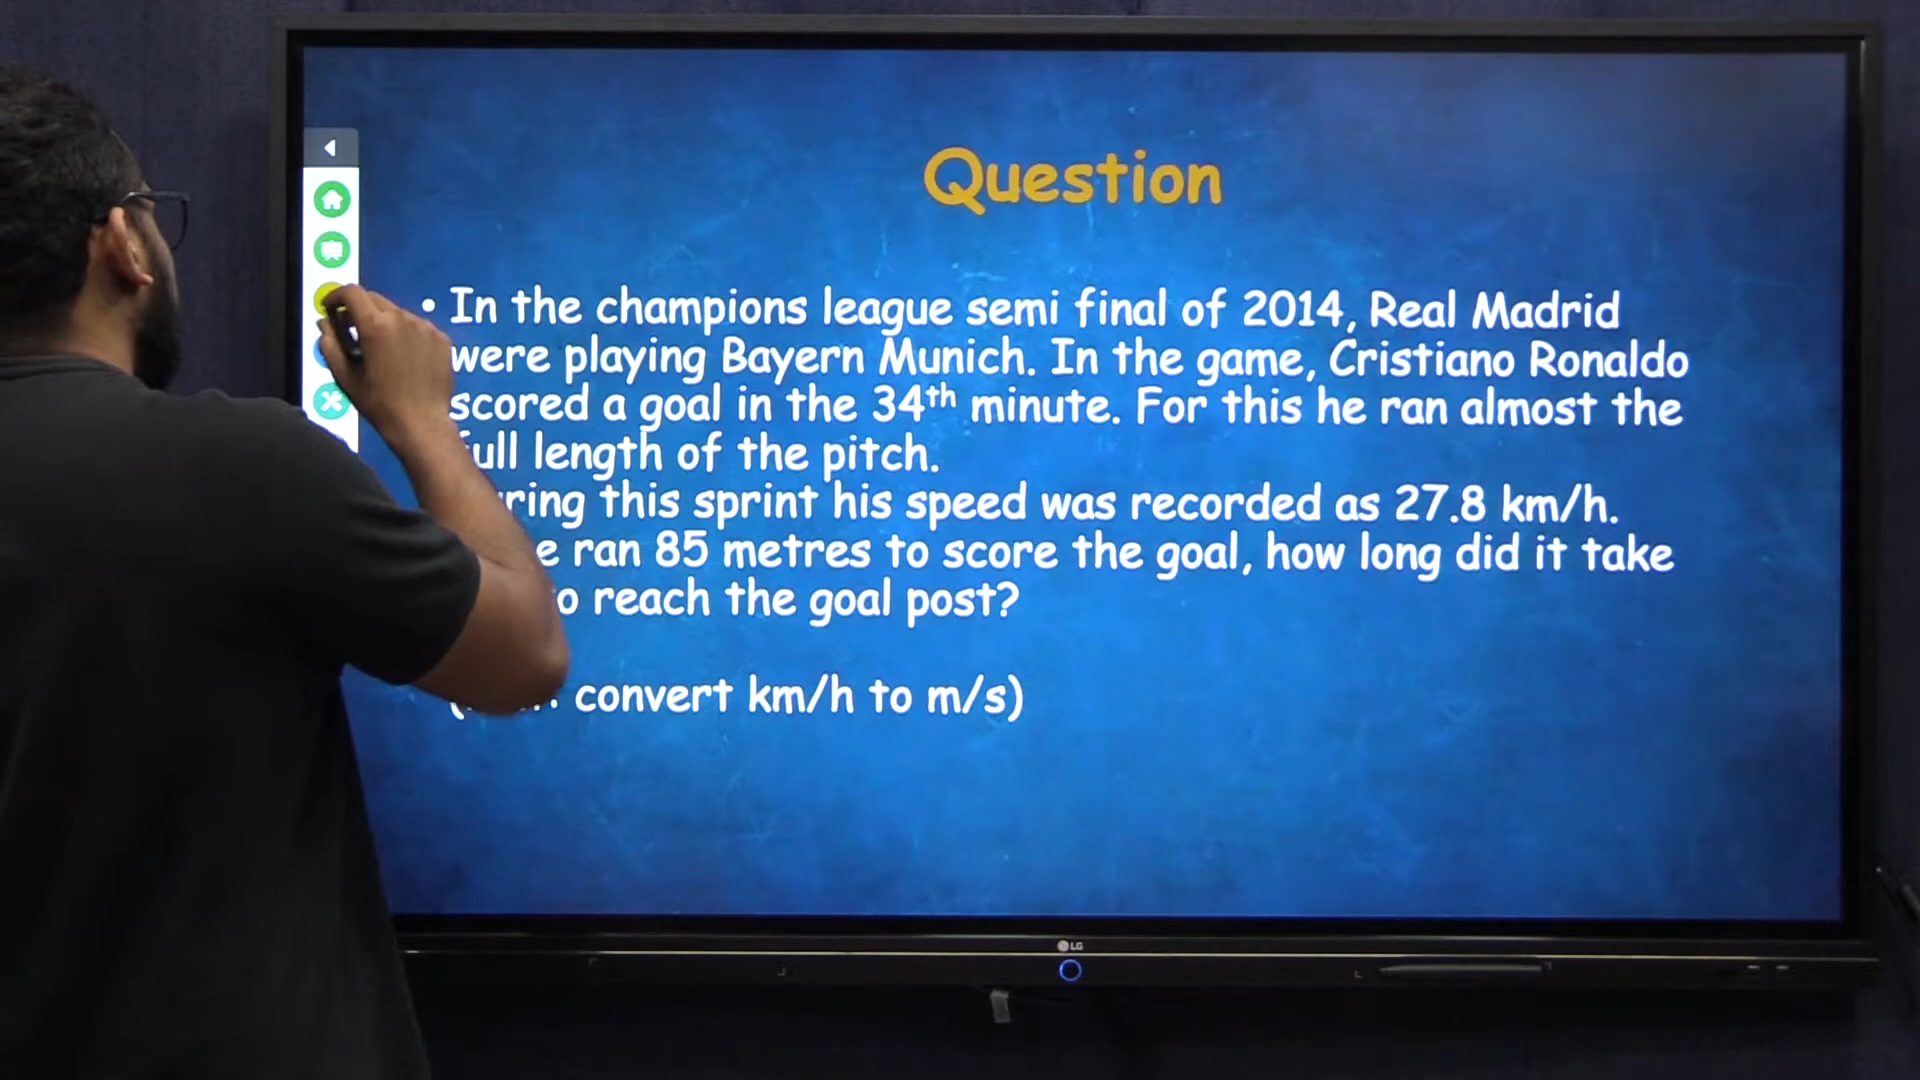 Question
• In the champions league semi final of 2014, Real Madrid
were playing Bayern Munich. In the game, Cristiano Ronaldo
scored a goal in the 34th minute. For this he ran almost the
full length of the pitch.
this sprint his speed was recorded as 27.8 km/h.
ran 85 metres to score the goal, how long did it take
reach the goal post?
convert km/h to m/s)
LG